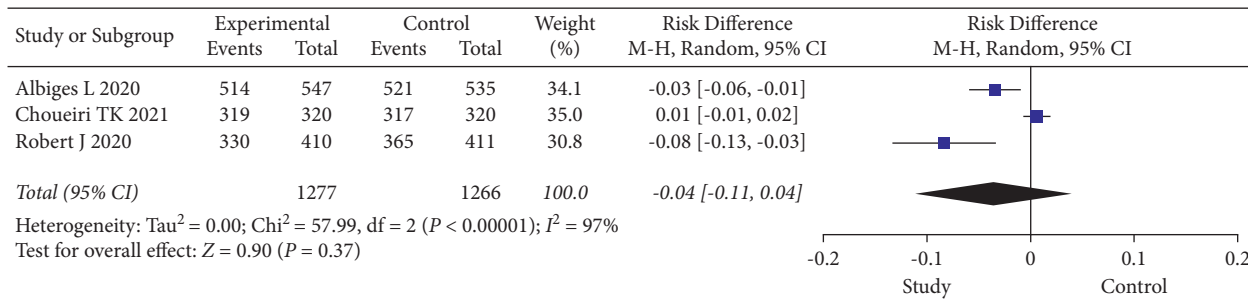 Study or Subgroup Experimental Control Weight Risk Difference Risk Difference
Events Total Events Total (%) M-H, Random, 95% CI M-H, Random, 95% CI
Albiges L 2020 514 547 521 535 34.1 -0.03 [-0.06, -0.01]
Choueiri TK 2021 319 320 317 320 35.0 0.01 [-0.01, 0.02]
Robert J 2020 330 410 365 411 30.8 -0.08 [-0.13, -0.03]
Total (95% CI) 1277 1266 100.0 -0.04 [-0.11, 0.04]
Heterogeneity: Tau² = 0.00; Chi² = 57.99, df = 2 (P < 0.00001); I² = 97%
Test for overall effect: Z = 0.90 (P = 0.37)
-0.2 -0.1 0 0.1 0.2
Study Control